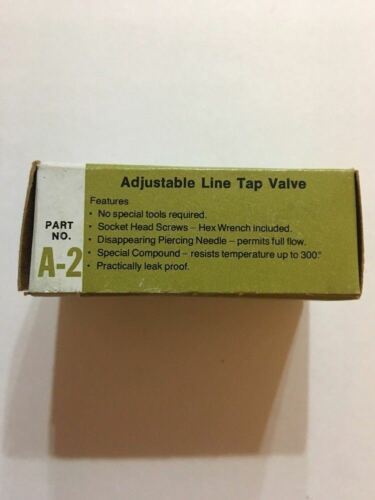 Adjustable Line Tap Valve
Features
• No special tools required.
• Socket Head Screws – Hex Wrench included.
• Disappearing Piercing Needle – permits full flow.
• Special Compound – resists temperature up to 300.°
• Practically leak proof.
PART
NO.
A-2